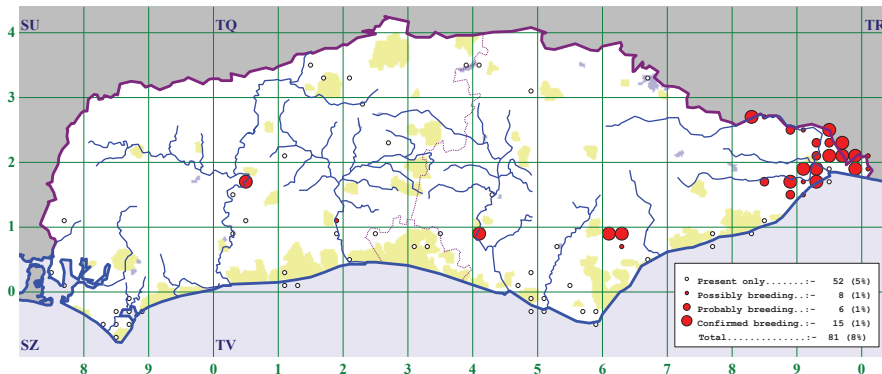 SU TQ TR
4
3
2
1
0
SZ TV
8 9 0 1 2 3 4 5 6 7 8 9 0
Present only.......:- 52 (5%)
Possibly breeding..:- 8 (1%)
Probably breeding..:- 6 (1%)
Confirmed breeding.:- 15 (1%)
Total..............:- 81 (8%)